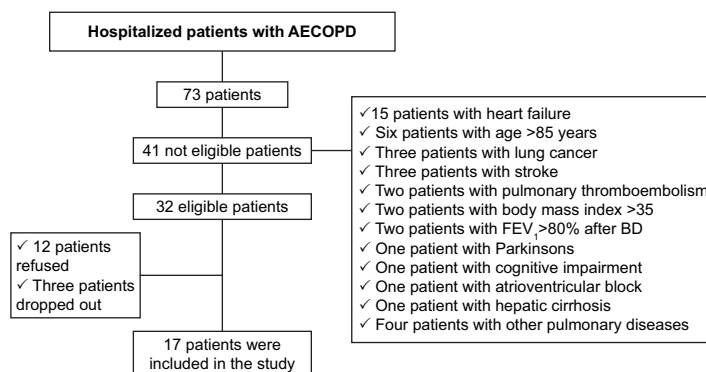 Hospitalized patients with AECOPD
73 patients
41 not eligible patients
✓15 patients with heart failure
✓ Six patients with age >85 years
✓ Three patients with lung cancer
✓ Three patients with stroke
✓ Two patients with pulmonary thromboembolism
✓ Two patients with body mass index >35
✓ Two patients with FEV1>80% after BD
✓ One patient with Parkinsons
✓ One patient with cognitive impairment
✓ One patient with atrioventricular block
✓ One patient with hepatic cirrhosis
✓ Four patients with other pulmonary diseases
32 eligible patients
✓ 12 patients
refused
✓ Three patients
dropped out
17 patients were
included in the study